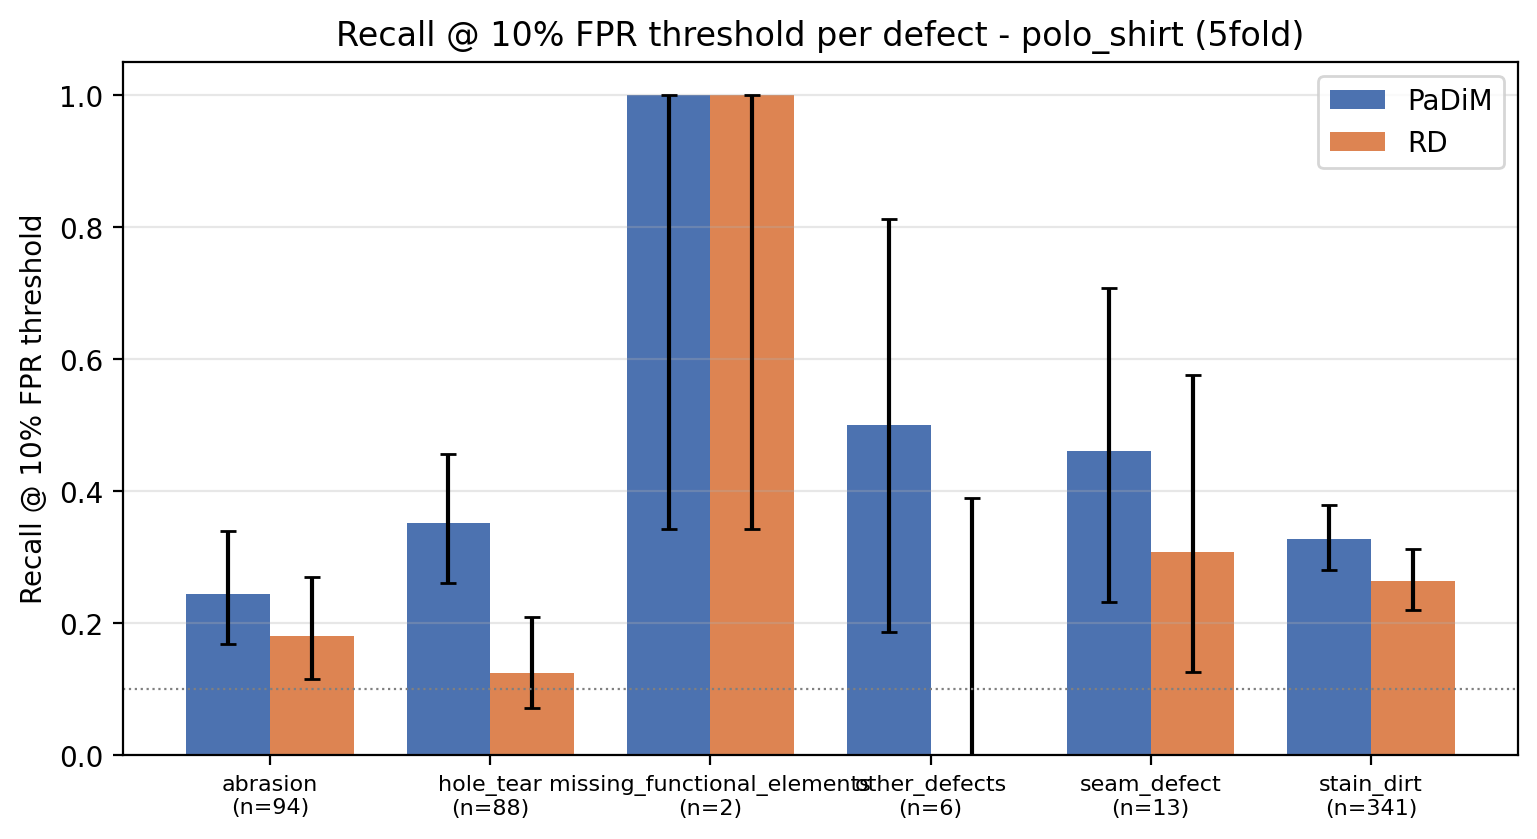 Recall @ 10% FPR threshold per defect - polo_shirt (5fold)
PaDiM
RD
Recall @ 10% FPR threshold
1.0
0.8
0.6
0.4
0.2
0.0
abrasion
(n=94)
hole_tear
(n=88)
missing_functional_elements
(n=2)
other_defects
(n=6)
seam_defect
(n=13)
stain_dirt
(n=341)